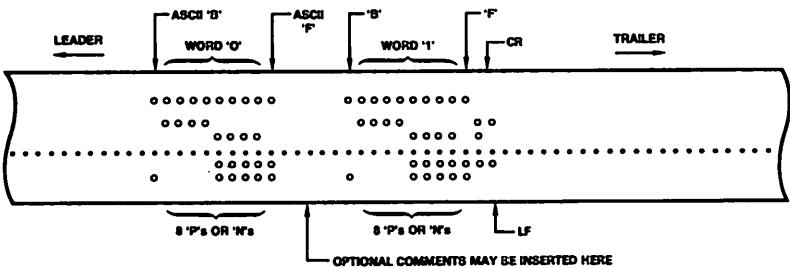 ASCII 'B'
ASCII 'F'
'B'
'F'
LEADER
WORD '0'
WORD '1'
CR
TRAILER
8 'P's OR 'N's
8 'P's OR 'N's
LF
OPTIONAL COMMENTS MAY BE INSERTED HERE